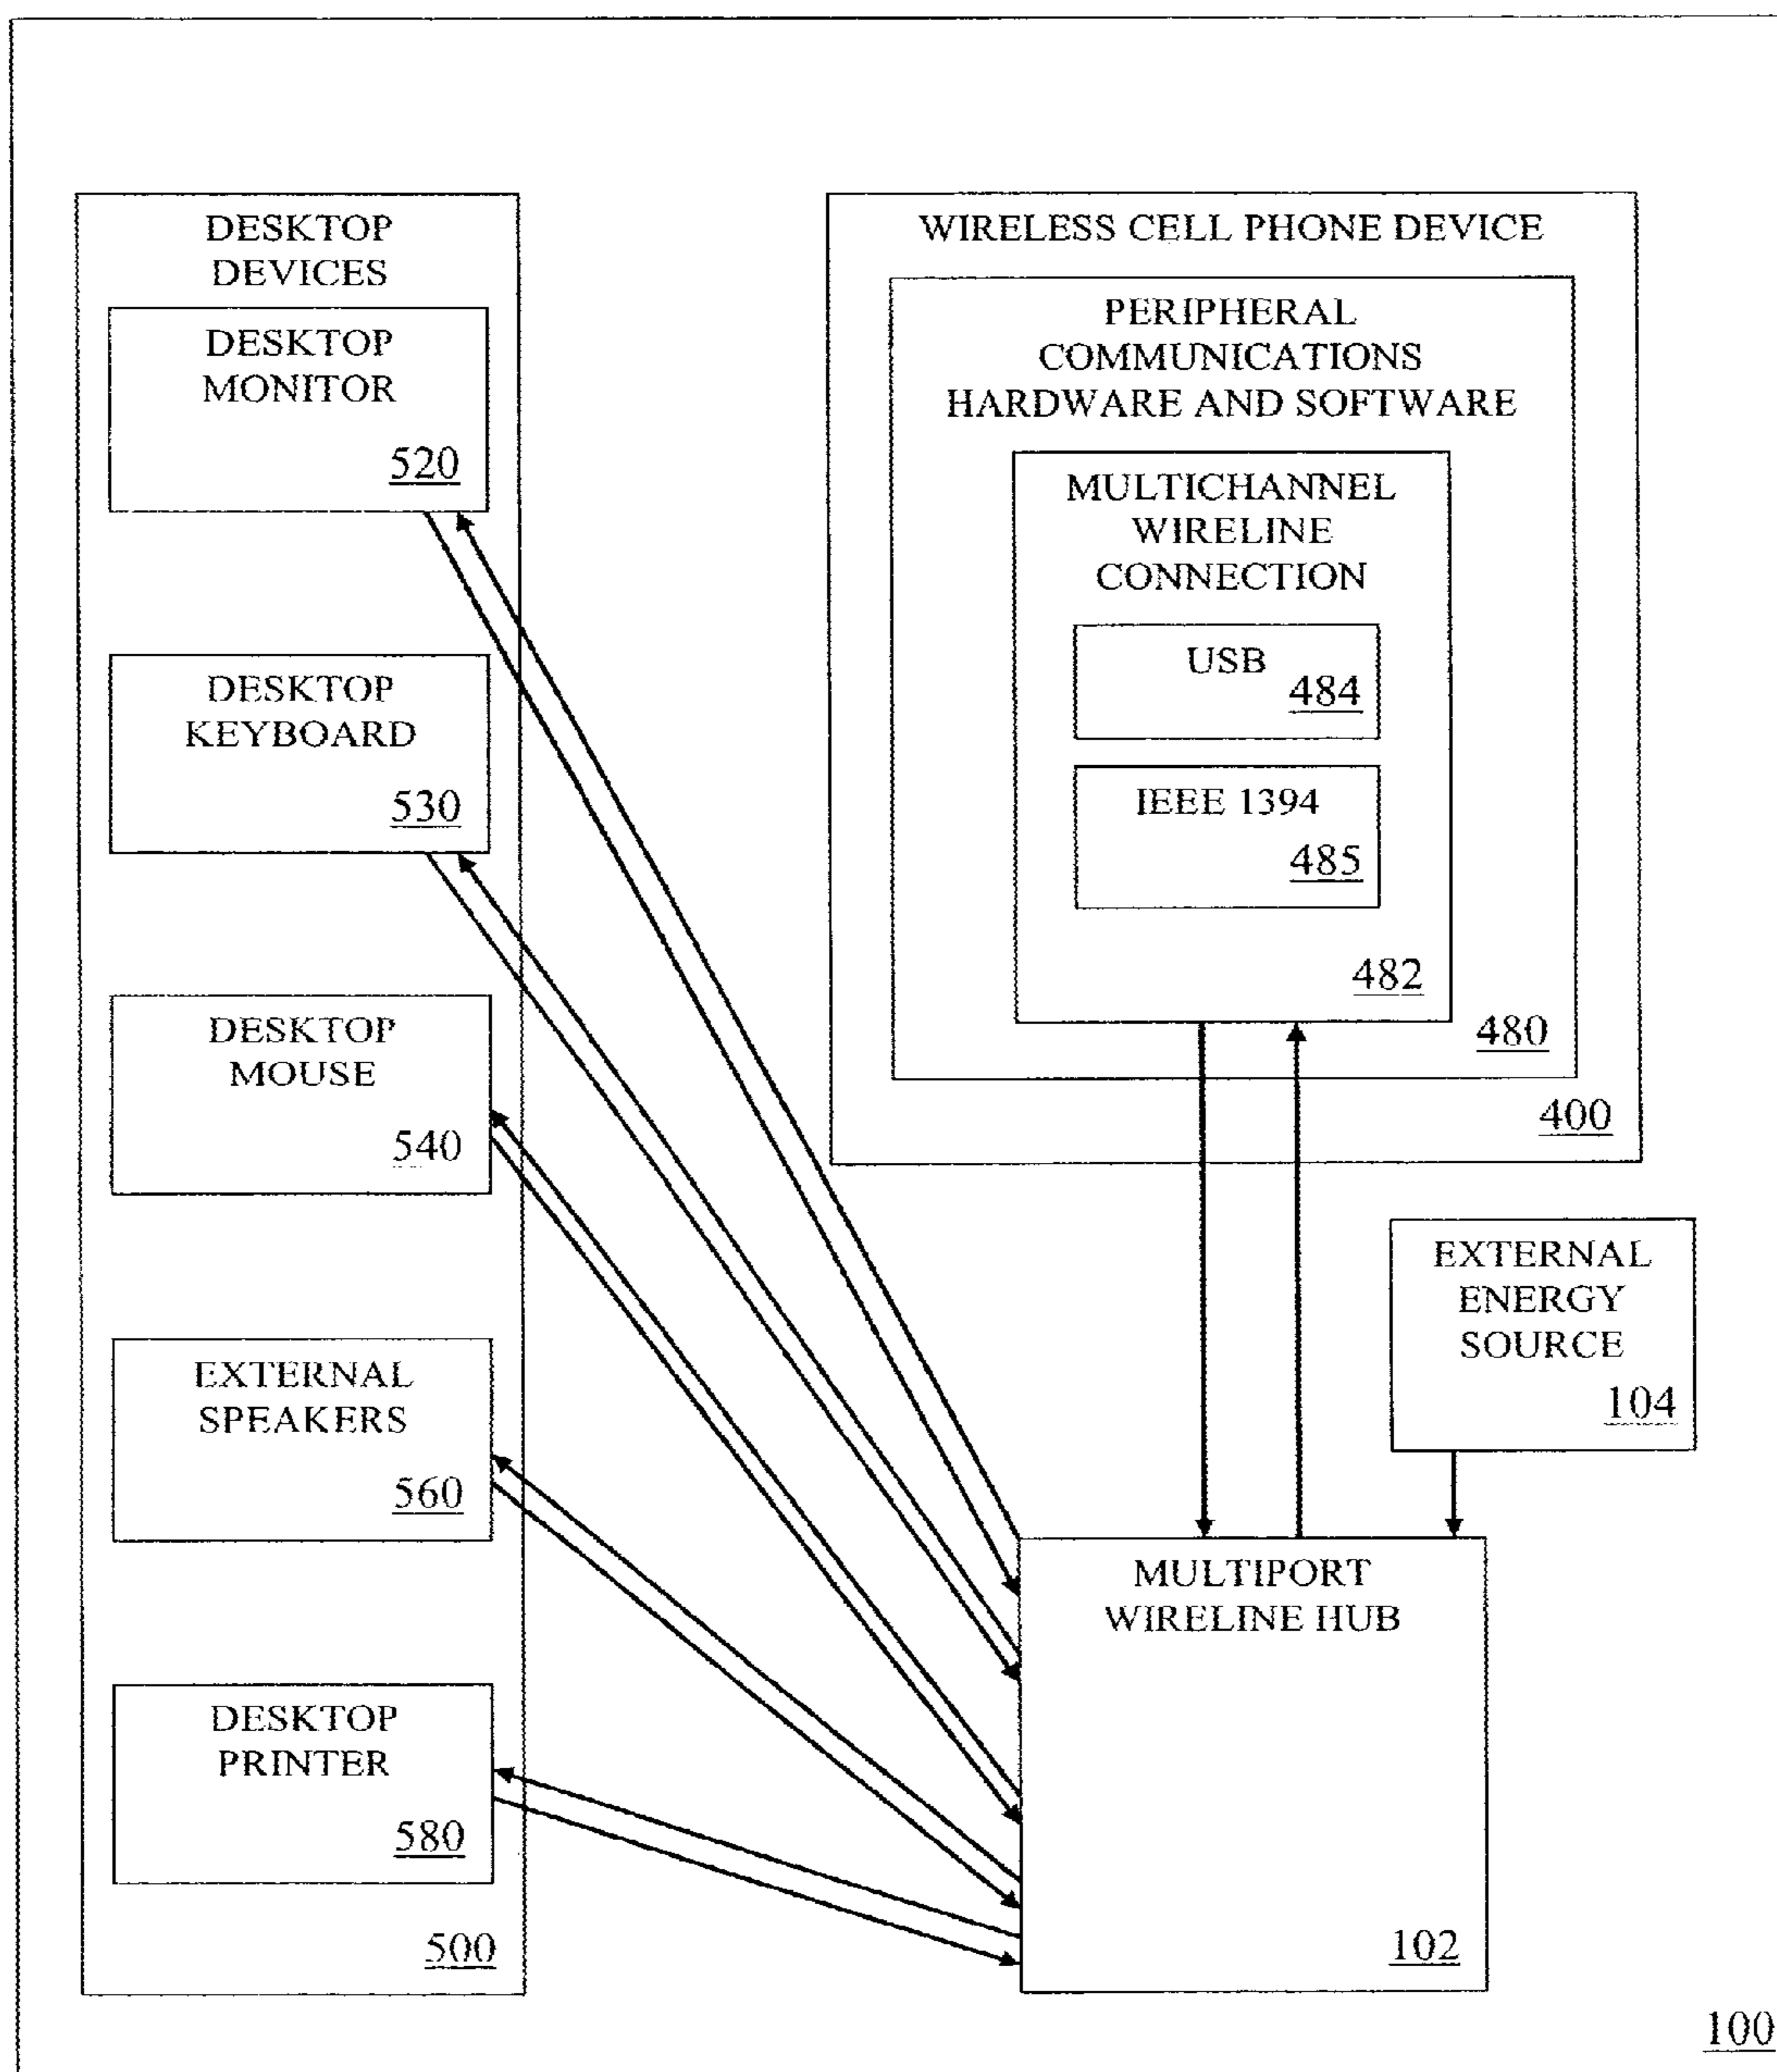 DESKTOP
DEVICES
DESKTOP
MONITOR
520
DESKTOP
KEYBOARD
530
DESKTOP
MOUSE
540
EXTERNAL
SPEAKERS
560
DESKTOP
PRINTER
580
500
WIRELESS CELL PHONE DEVICE
PERIPHERAL
COMMUNICATIONS
HARDWARE AND SOFTWARE
MULTICHANNEL
WIRELINE
CONNECTION
USB
484
IEEE 1394
485
482
480
400
EXTERNAL
ENERGY
SOURCE
104
MULTIPORT
WIRELINE HUB
102
100